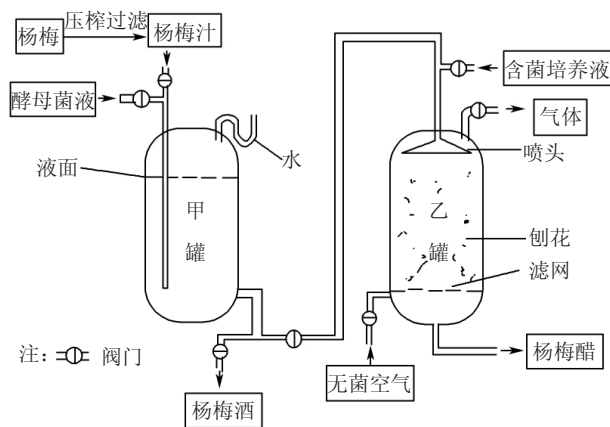 杨梅
压榨过滤
杨梅汁
酵母菌液
液面
水
甲
罐
含菌培养液
气体
喷头
乙
罐
刨花
滤网
注:
阀门
杨梅酒
无菌空气
杨梅醋